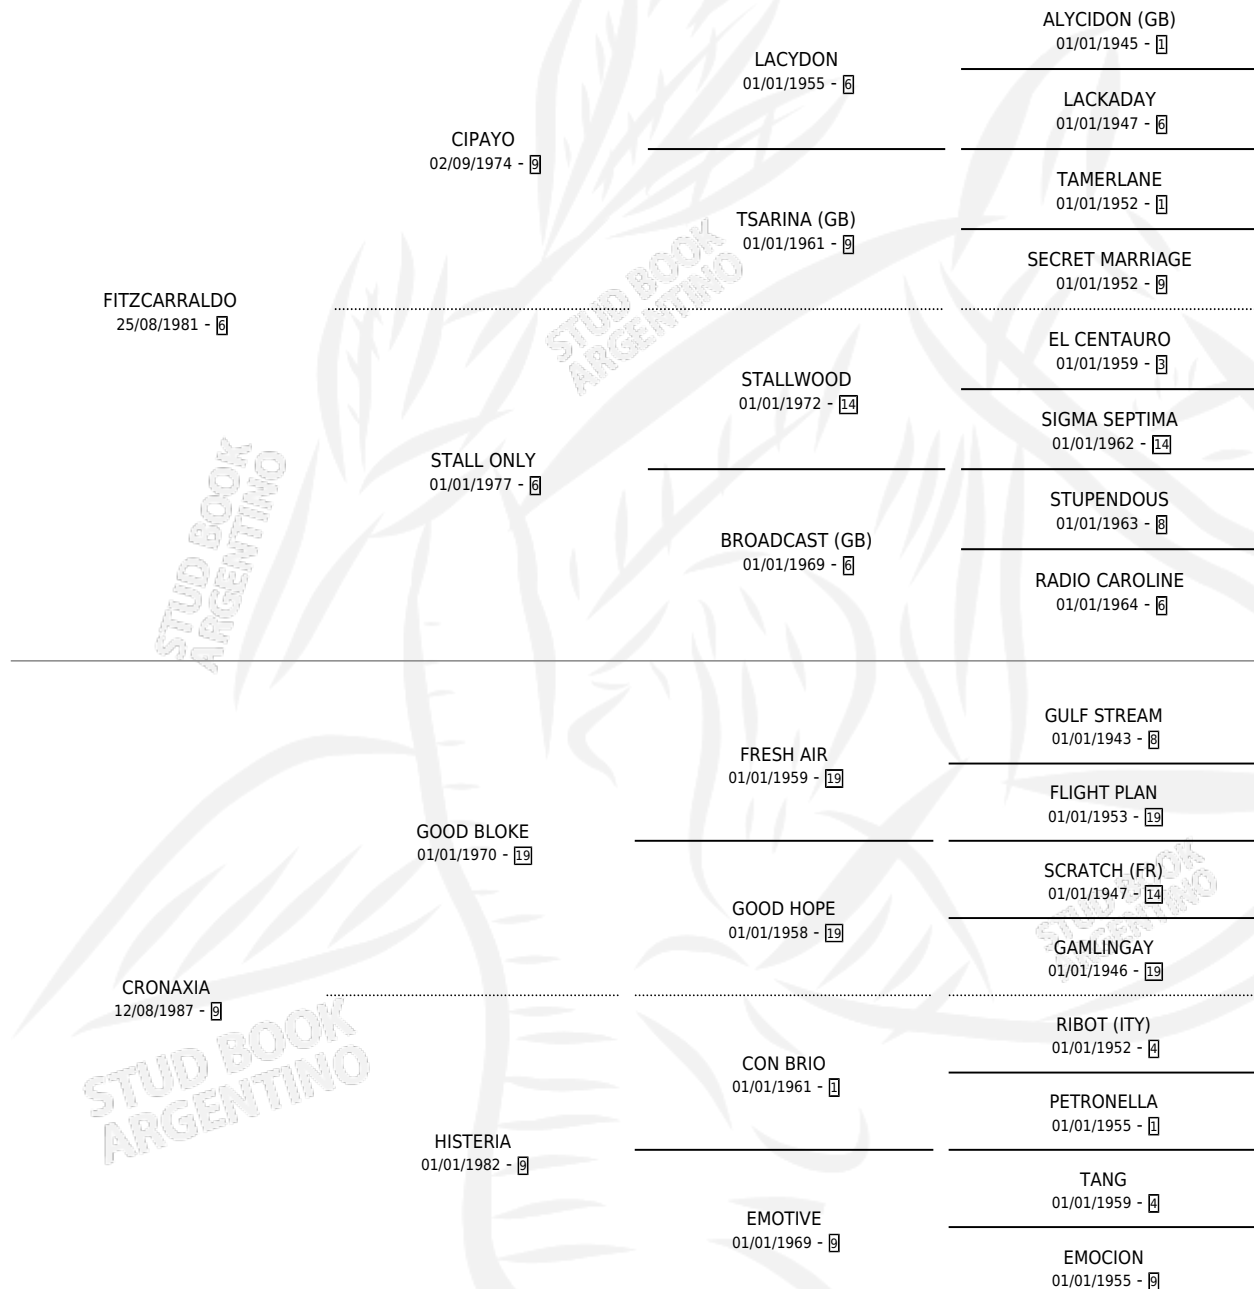 ALYCIDON (GB)
01/01/1945 - 1
LACYDON
01/01/1955 - 6
LACKADAY
01/01/1947 - 6
CIPAYO
02/09/1974 - 9
TAMERLANE
01/01/1952 - 1
TSARINA (GB)
01/01/1961 - 9
SECRET MARRIAGE
01/01/1952 - 9
FITZCARRALDO
25/08/1981 - 6
EL CENTAURO
01/01/1959 - 3
STALLWOOD
01/01/1972 - 14
SIGMA SEPTIMA
01/01/1962 - 14
STALL ONLY
01/01/1977 - 6
STUPENDOUS
01/01/1963 - 8
BROADCAST (GB)
01/01/1969 - 6
RADIO CAROLINE
01/01/1964 - 6
GULF STREAM
01/01/1943 - 8
FRESH AIR
01/01/1959 - 19
FLIGHT PLAN
01/01/1953 - 19
GOOD BLOKE
01/01/1970 - 19
SCRATCH (FR)
01/01/1947 - 14
GOOD HOPE
01/01/1958 - 19
GAMLINGAY
01/01/1946 - 19
CRONAXIA
12/08/1987 - 9
RIBOT (ITY)
01/01/1952 - 4
CON BRIO
01/01/1961 - 1
PETRONELLA
01/01/1955 - 1
HISTERIA
01/01/1982 - 9
TANG
01/01/1959 - 4
EMOTIVE
01/01/1969 - 9
EMOCION
01/01/1955 - 9
STUD BOOK
ARGENTINO
STUD BOOK
ARGENTINO
STUD BOOK
ARGENTINO
STUD BOOK
ARGENTINO